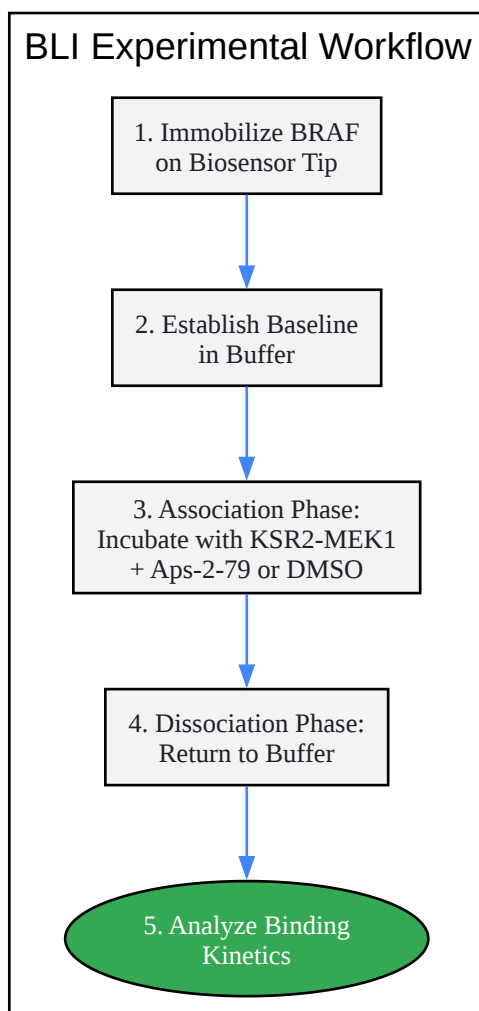 BLI Experimental Workflow
1. Immobilize BRAF
on Biosensor Tip
2. Establish Baseline
in Buffer
3. Association Phase:
Incubate with KSR2-MEK1
+ Aps-2-79 or DMSO
4. Dissociation Phase:
Return to Buffer
5. Analyze Binding
Kinetics